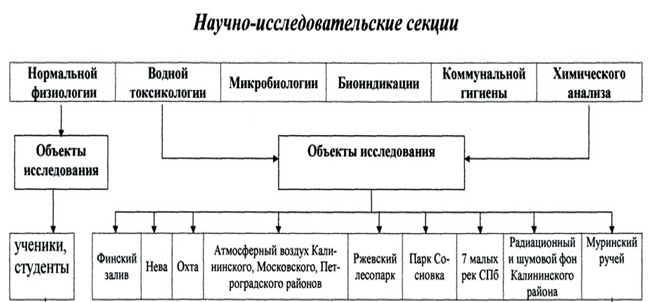 Научно-исследовательские секции
Нормальной
физиологии
Водной
токсикологии
Микробиологии
Биоиндикации
Коммунальной
гигиены
Химического
анализа
Объекты
исследования
Объекты исследования
ученики,
студенты
Финский
залив
Нева
Охта
Атмосферный воздух Кали-
нинского, Московского, Пет-
роградского районов
Ржевский
лесопарк
Парк Со-
сновка
7 малых
рек СПб
Радиационный
и шумовой фон
Калининского
района
Муринский
ручей